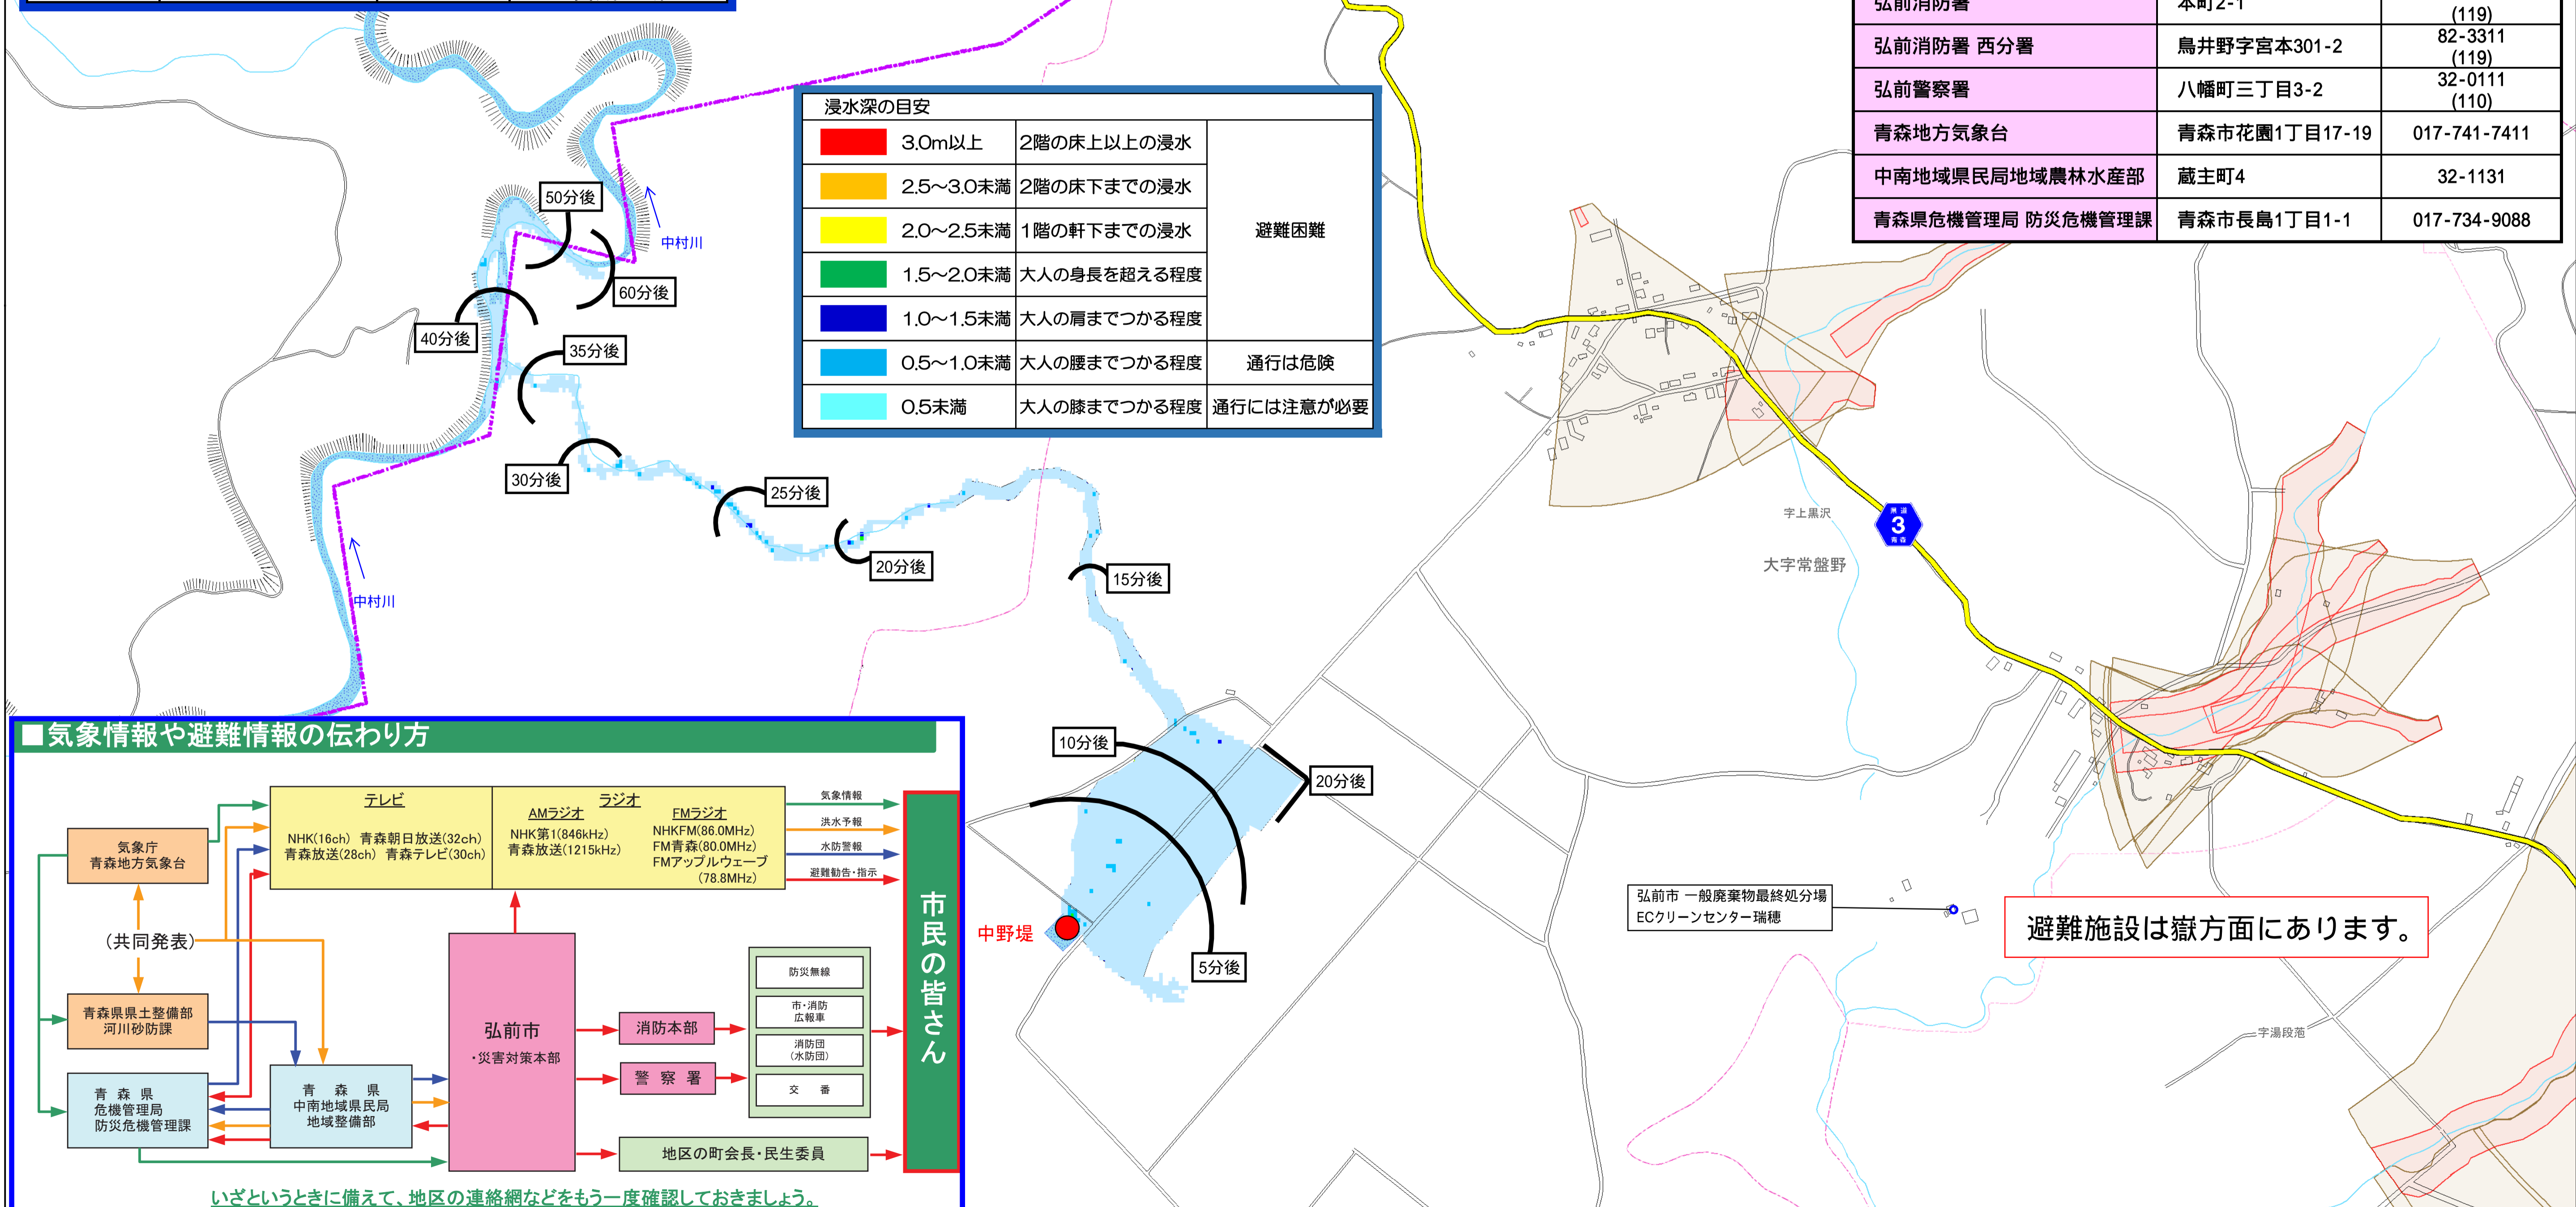 弘前消防署 本町2-1
(119)
弘前消防署 西分署 鳥井野字宮本301-2 82-3311
(119)
弘前警察署 八幡町三丁目3-2 32-0111
(110)
青森地方気象台 青森市花園1丁目17-19 017-741-7411
中南地域県民局地域農林水産部 蔵主町4 32-1131
青森県危機管理局 防災危機管理課 青森市長島1丁目1-1 017-734-9088
浸水深の目安
3.0m以上 2階の床上以上の浸水
2.5～3.0未満 2階の床下までの浸水
2.0～2.5未満 1階の軒下までの浸水
避難困難
1.5～2.0未満 大人の身長を超える程度
1.0～1.5未満 大人の肩までつかる程度
0.5～1.0未満 大人の腰までつかる程度 通行は危険
0.5未満 大人の膝までつかる程度 通行には注意が必要
50分後
中村川
60分後
40分後
35分後
30分後
25分後
20分後
15分後
中村川
10分後
20分後
5分後
中野堤
字上黒沢
県道
3
青森
大字常盤野
弘前市 一般廃棄物最終処分場
ECクリーンセンター瑞穂
避難施設は嶽方面にあります。
字湯段萢
■気象情報や避難情報の伝わり方
テレビ
NHK(16ch) 青森朝日放送(32ch)
青森放送(28ch) 青森テレビ(30ch)
ラジオ
AMラジオ
NHK第1(846kHz)
青森放送(1215kHz)
FMラジオ
NHKFM(86.0MHz)
FM青森(80.0MHz)
FMアップルウェーブ
(78.8MHz)
気象情報
洪水予報
水防警報
避難勧告・指示
気象庁
青森地方気象台
(共同発表)
青森県県土整備部
河川砂防課
青森県
危機管理局
防災危機管理課
青森県
中南地域県民局
地域整備部
弘前市
・災害対策本部
消防本部
警察署
防災無線
市・消防
広報車
消防団
(水防団)
交番
地区の町会長・民生委員
市民の皆さん
いざというときに備えて、地区の連絡網などをもう一度確認しておきましょう。